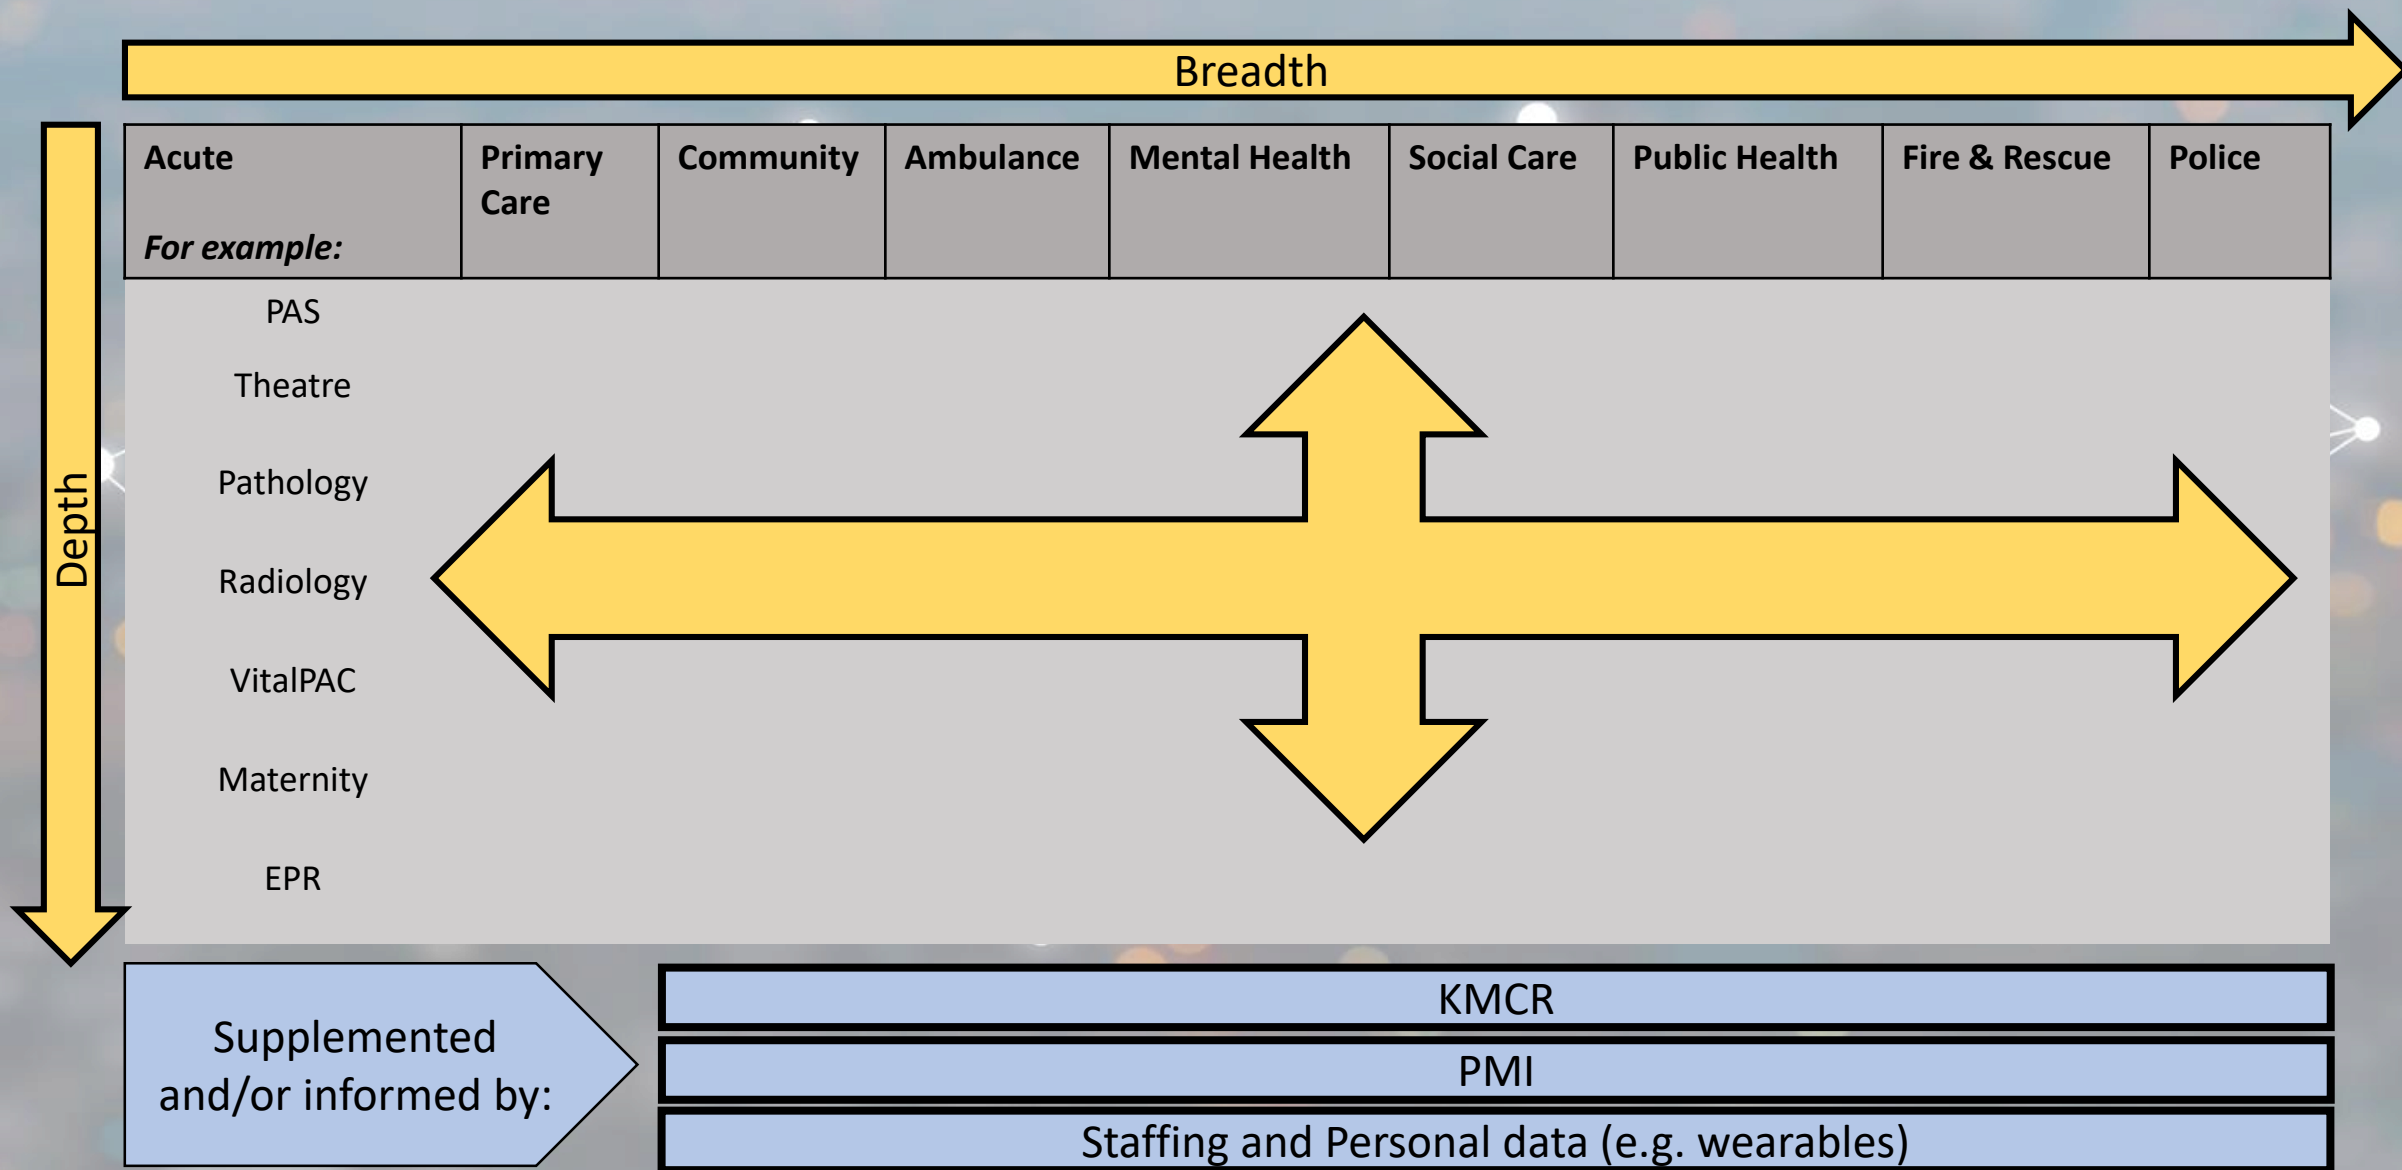 Breadth
Depth
Acute
For example:
Primary
Care
Community
Ambulance
Mental Health
Social Care
Public Health
Fire & Rescue
Police
PAS
Theatre
Pathology
Radiology
VitalPAC
Maternity
EPR
Supplemented
and/or informed by:
KMCR
PMI
Staffing and Personal data (e.g. wearables)